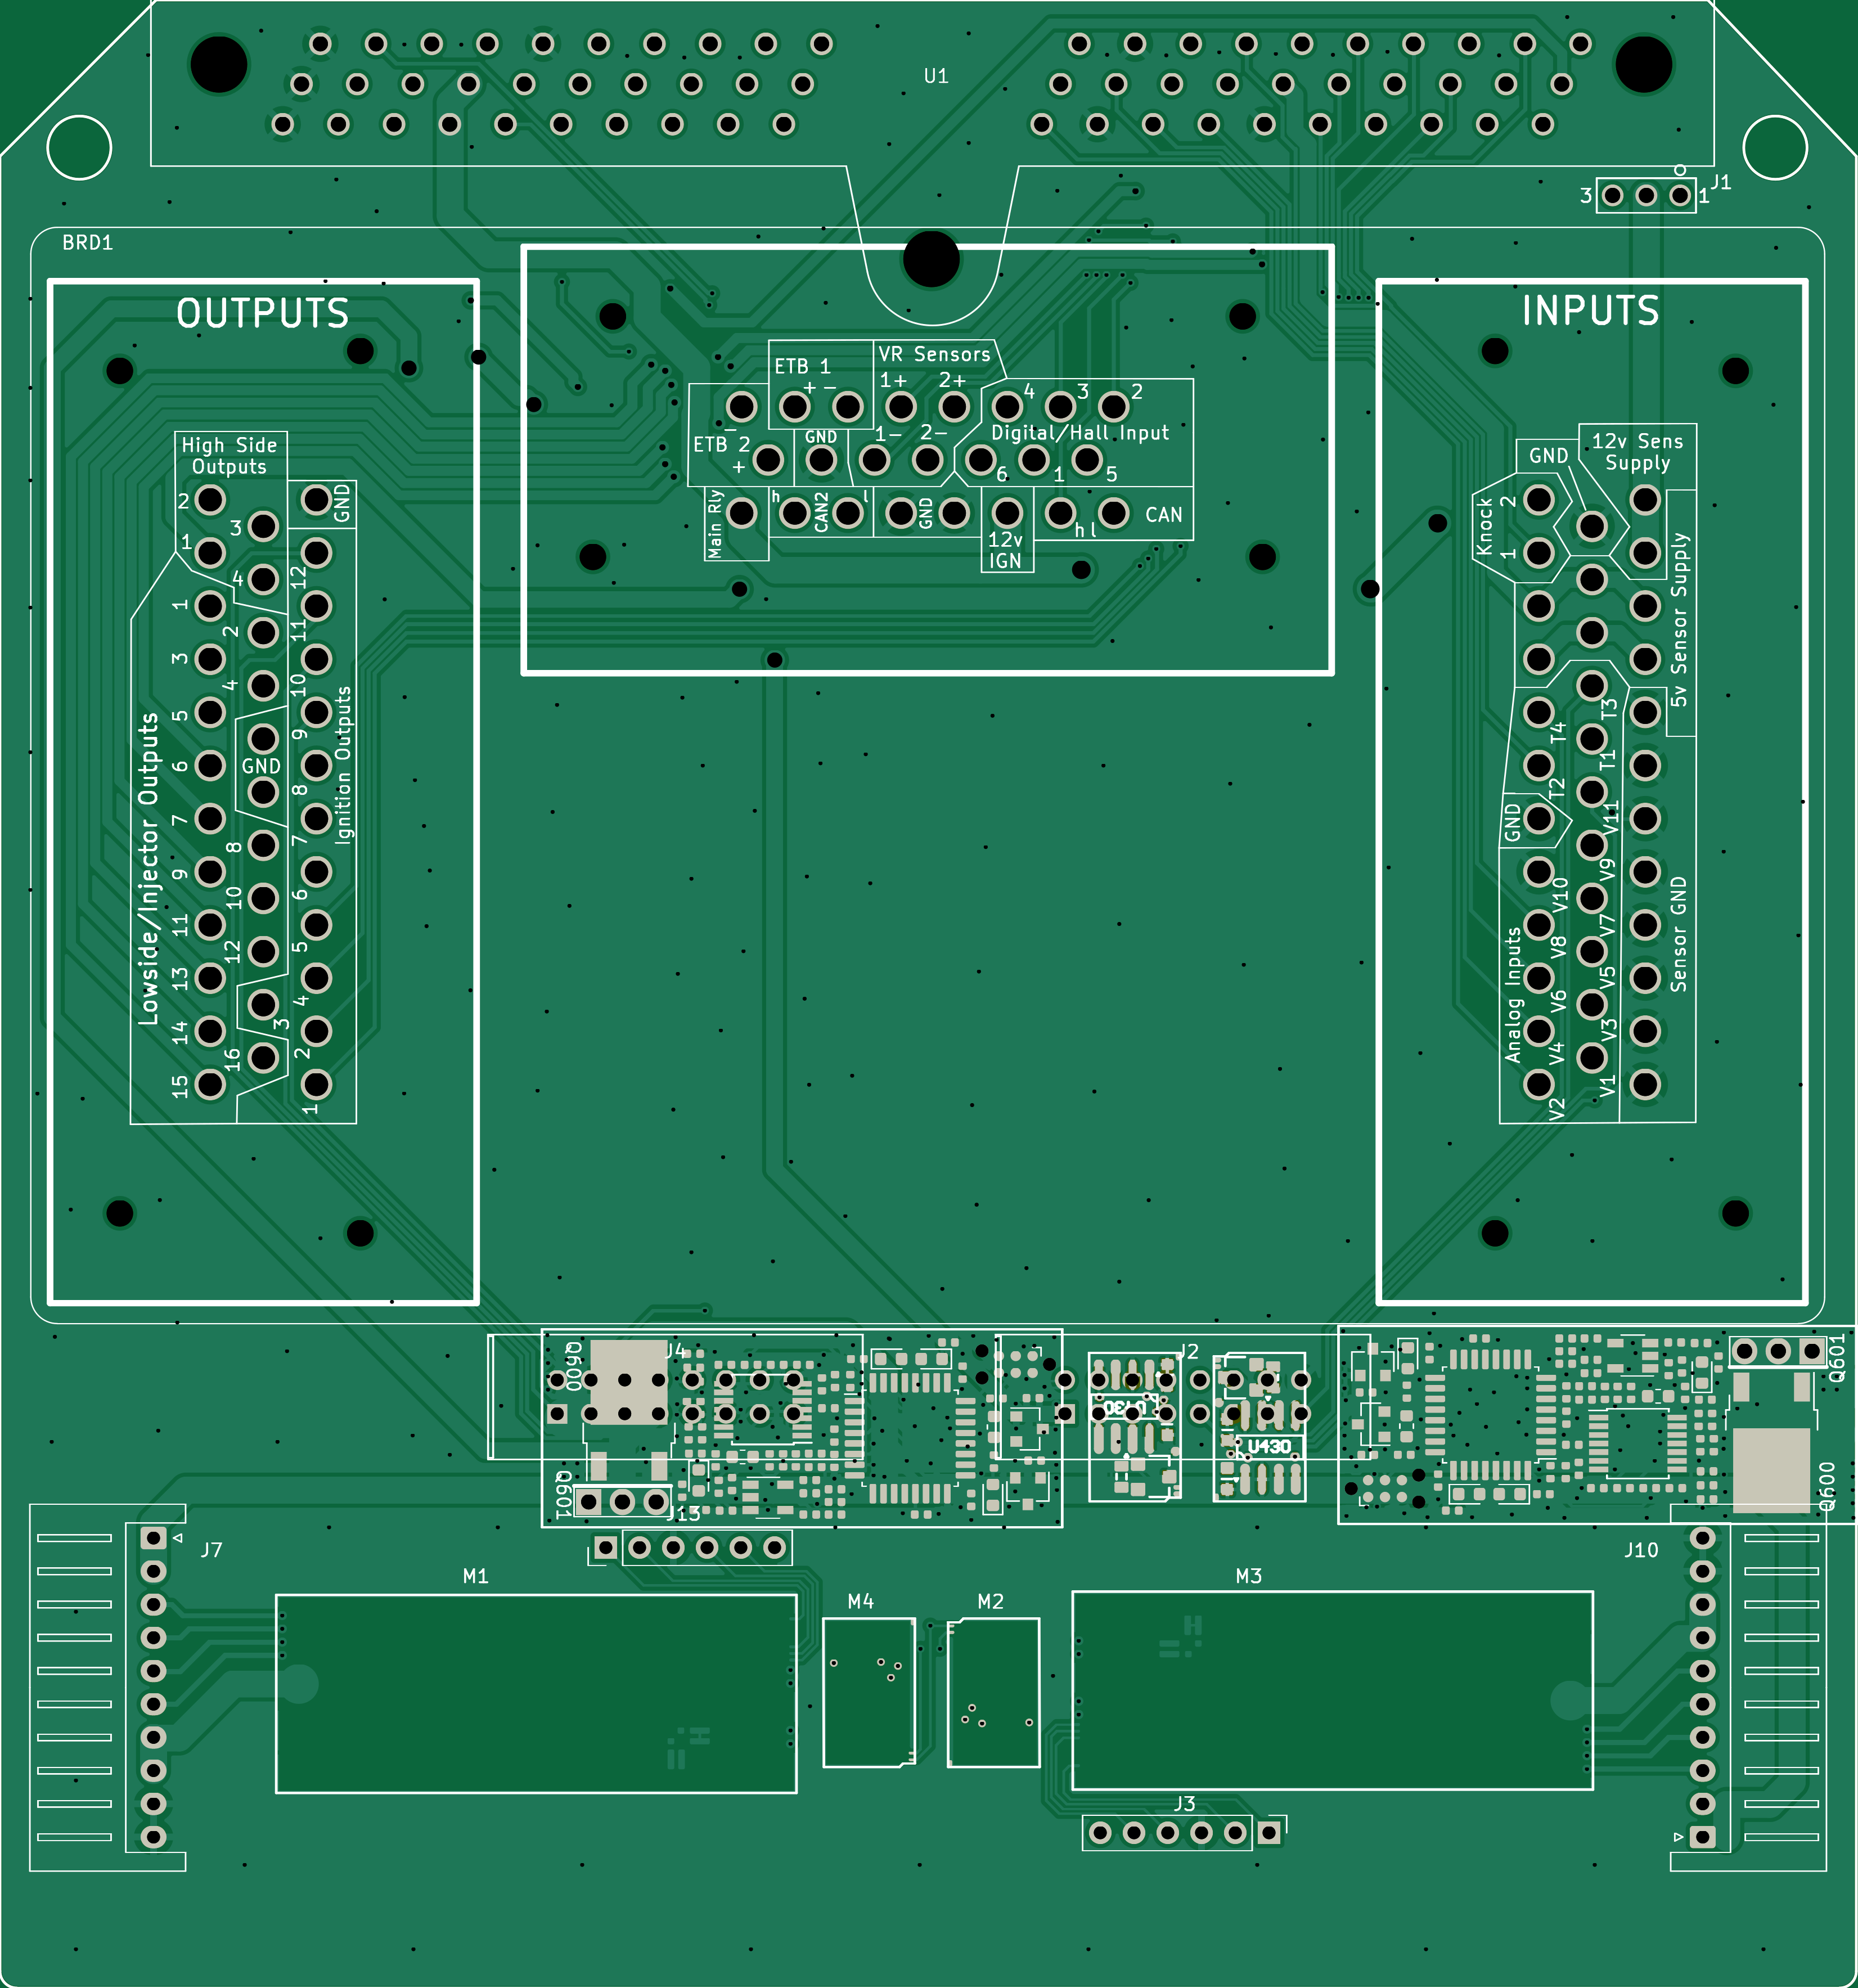 U1
J1
3
1
BRD1
OUTPUTS
INPUTS
ETB 1
+ -
VR Sensors
1+
2+
4
3
2
-
ETB 2
+
GND
1-
2-
Digital/Hall Input
6
1
5
Main Rly
h
CAN2
l
GND
12v
IGN
h l
CAN
High Side
Outputs
2
3
1
4
GND
12
1
2
11
3
4
10
5
9
6
GND
8
7
8
7
9
10
6
11
12
5
13
4
14
3
16
2
15
1
Lowside/Injector Outputs
Ignition Outputs
12v Sens
Supply
GND
Knock
2
1
5v Sensor Supply
T3
T4
T1
T2
GND
V11
V9
V10
V7
V8
V5
V6
V3
V4
V1
V2
Analog Inputs
Sensor GND
Q600
J4
J2
Q601
U430
U430
Q601
Q600
J13
J7
J10
M1
M4
M2
M3
J3